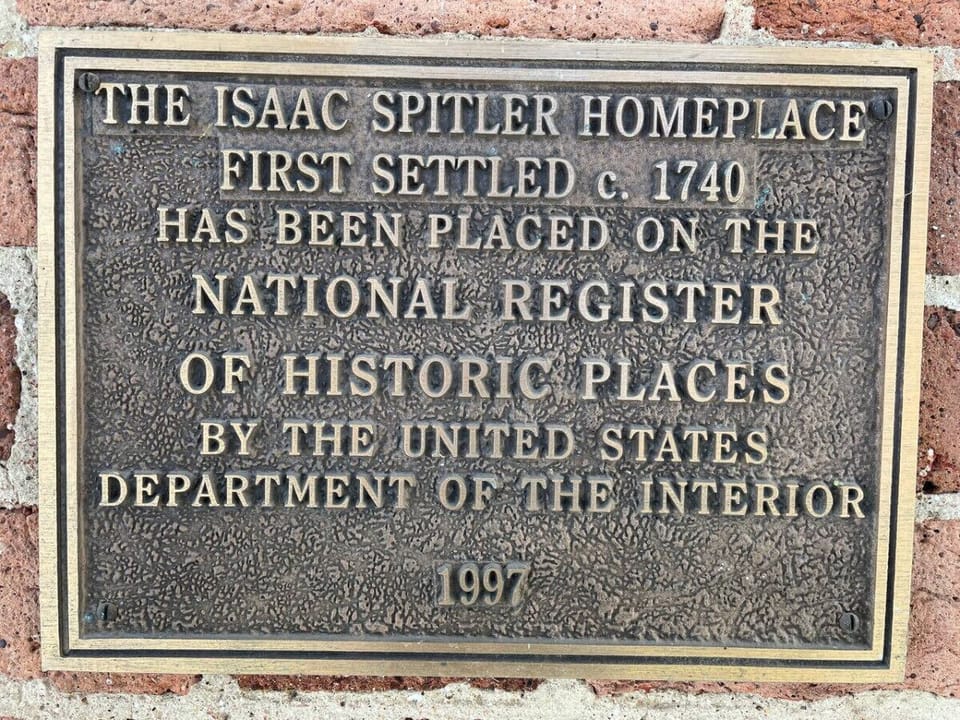 THE ISAAC SPITLER HOMEPLACE
FIRST SETTLED c. 1740
HAS BEEN PLACED ON THE
NATIONAL REGISTER
OF HISTORIC PLACES
BY THE UNITED STATES
DEPARTMENT OF THE INTERIOR
1997